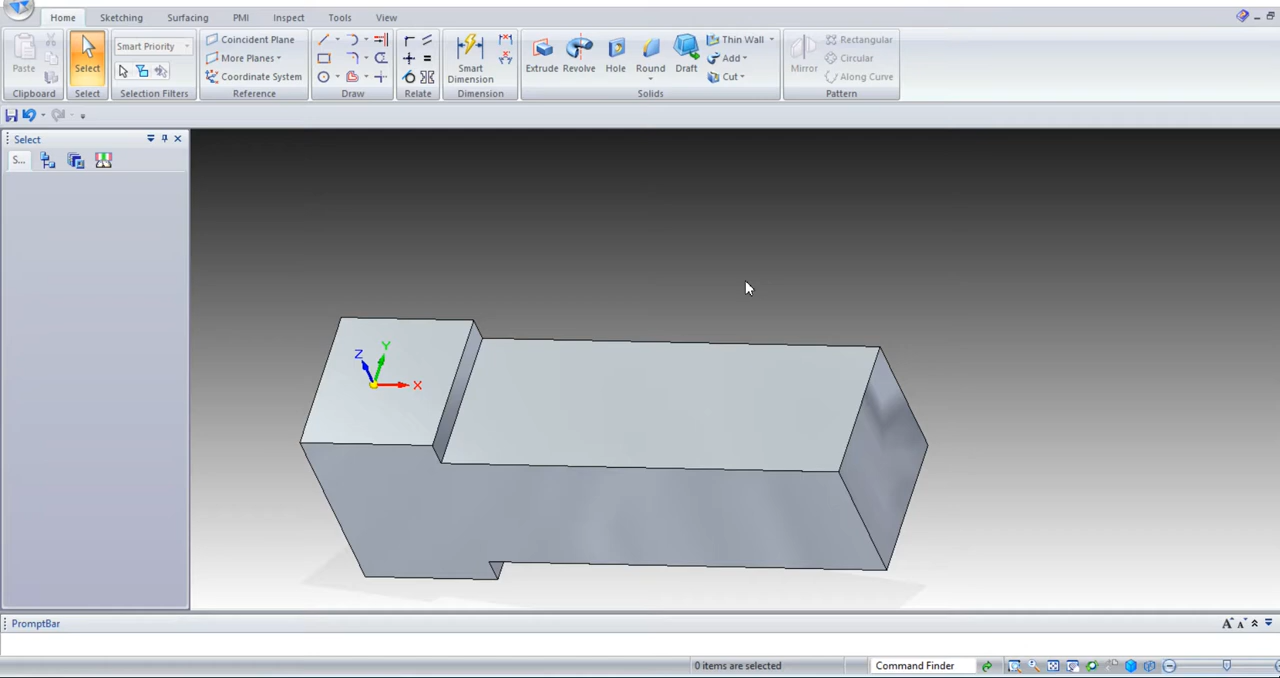 Home Sketching Surfacing PMI Inspect Tools View
Paste
Clipboard
Select
Select
Smart Priority
Selection Filters
Coincident Plane
More Planes
Coordinate System
Reference
Draw
Relate
Smart
Dimension
Dimension
Extrude Revolve Hole Round Draft
Thin Wall
Add
Cut
Solids
Mirror
Rectangular
Circular
Along Curve
Pattern
Select
S...
Z Y
X
PromptBar
0 items are selected Command Finder